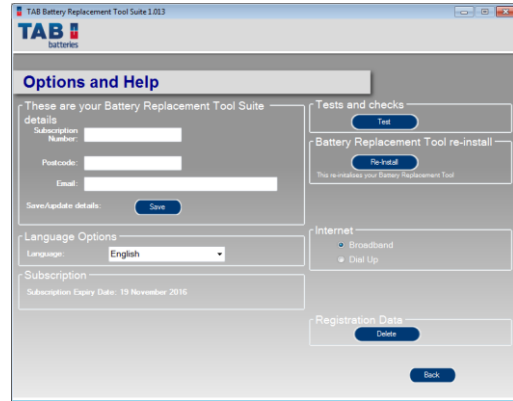 TAB Battery Replacement Tool Suite 1.013
TAB
batteries
Options and Help
These are your Battery Replacement Tool Suite
details
Subscription
Number:
Postcode:
Email:
Save/update details:
Save
Language Options
Language:
English
Subscription
Subscription Expiry Date: 19 November 2016
Tests and checks
Test
Battery Replacement Tool re-install
Re-Install
This re-initialises your Battery Replacement Tool
Internet
Broadband
Dial Up
Registration Data
Delete
Back